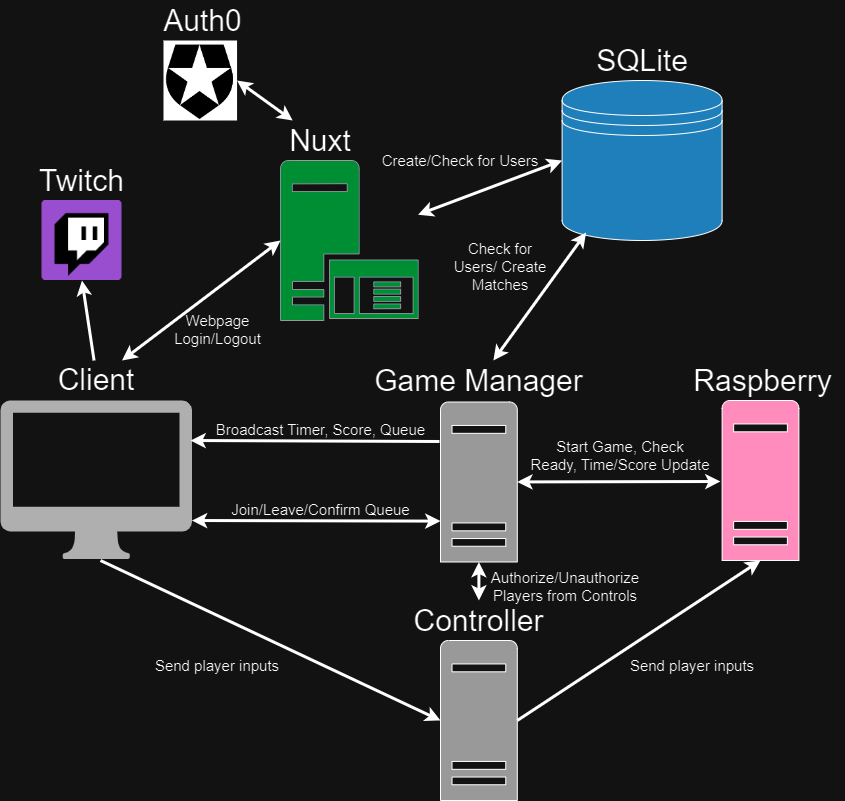 Auth0
SQLite
Nuxt
Create/Check for Users
Twitch
Check for
Users/ Create
Matches
Webpage
Login/Logout
Client
Game Manager
Raspberry
Broadcast Timer, Score, Queue
Start Game, Check
Ready, Time/Score Update
Join/Leave/Confirm Queue
Authorize/Unauthorize
Players from Controls
Controller
Send player inputs
Send player inputs